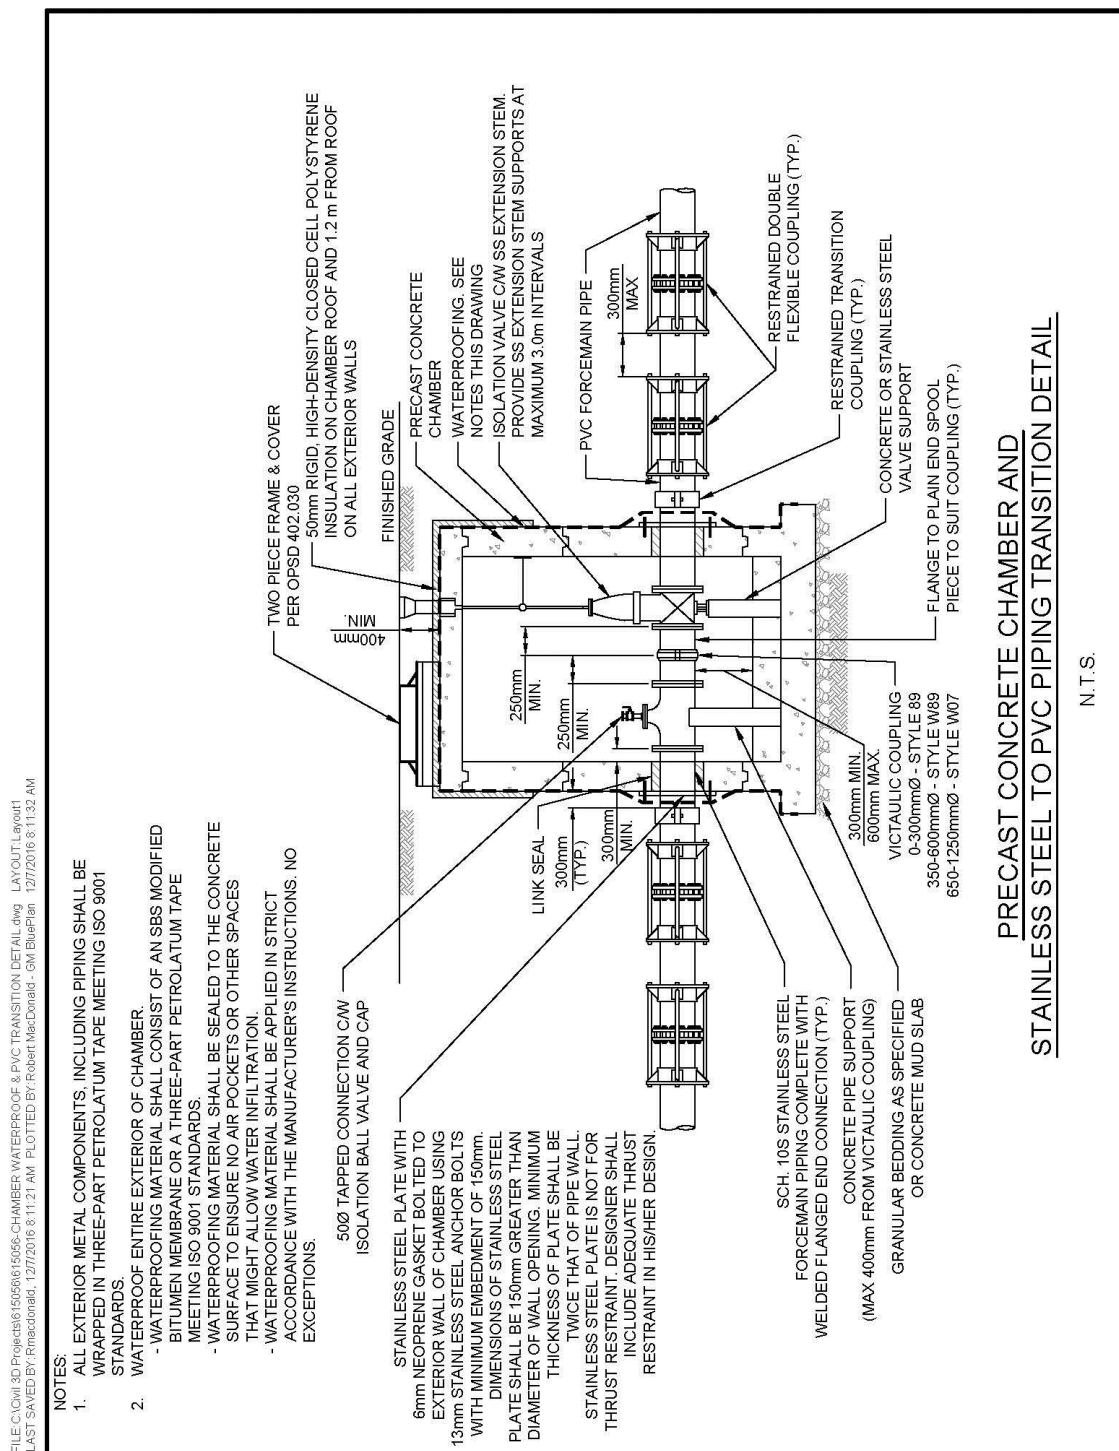 FILE:C:\Civil 3D Projects\615056\615056-CHAMBER WATERPROOF & PVC TRANSITION DETAIL.dwg LAYOUT:Layout1
LAST SAVED BY:Rmacdonald, 12/7/2016 8:11:21 AM PLOTTED BY:Robert MacDonald - GM BluePlan 12/7/2016 8:11:32 AM
NOTES:
1. ALL EXTERIOR METAL COMPONENTS, INCLUDING PIPING SHALL BE
WRAPPED IN THREE-PART PETROLATUM TAPE MEETING ISO 9001
STANDARDS.
2. WATERPROOF ENTIRE EXTERIOR OF CHAMBER.
- WATERPROOFING MATERIAL SHALL CONSIST OF AN SBS MODIFIED
BITUMEN MEMBRANE OR A THREE-PART PETROLATUM TAPE
MEETING ISO 9001 STANDARDS.
- WATERPROOFING MATERIAL SHALL BE SEALED TO THE CONCRETE
SURFACE TO ENSURE NO AIR POCKETS OR OTHER SPACES
THAT MIGHT ALLOW WATER INFILTRATION.
- WATERPROOFING MATERIAL SHALL BE APPLIED IN STRICT
ACCORDANCE WITH THE MANUFACTURER'S INSTRUCTIONS. NO
EXCEPTIONS.
TWO PIECE FRAME & COVER
PER OPSD 402.030
50mm RIGID, HIGH-DENSITY CLOSED CELL POLYSTYRENE
INSULATION ON CHAMBER ROOF AND 1.2 m FROM ROOF
ON ALL EXTERIOR WALLS
FINISHED GRADE
400mm
MIN.
PRECAST CONCRETE
CHAMBER
WATERPROOFING. SEE
NOTES THIS DRAWING
ISOLATION VALVE C/W SS EXTENSION STEM.
PROVIDE SS EXTENSION STEM SUPPORTS AT
MAXIMUM 3.0m INTERVALS
50Ø TAPPED CONNECTION C/W
ISOLATION BALL VALVE AND CAP
STAINLESS STEEL PLATE WITH
6mm NEOPRENE GASKET BOLTED TO
EXTERIOR WALL OF CHAMBER USING
13mm STAINLESS STEEL ANCHOR BOLTS
WITH MINIMUM EMBEDMENT OF 150mm.
DIMENSIONS OF STAINLESS STEEL
PLATE SHALL BE 150mm GREATER THAN
DIAMETER OF WALL OPENING. MINIMUM
THICKNESS OF PLATE SHALL BE
TWICE THAT OF PIPE WALL.
STAINLESS STEEL PLATE IS NOT FOR
THRUST RESTRAINT. DESIGNER SHALL
INCLUDE ADEQUATE THRUST
RESTRAINT IN HIS/HER DESIGN.
LINK SEAL
300mm
(TYP.)
300mm
MIN.
250mm
MIN.
250mm
MIN.
PVC FORCEMAIN PIPE
300mm
MAX
RESTRAINED DOUBLE
FLEXIBLE COUPLING (TYP.)
RESTRAINED TRANSITION
COUPLING (TYP.)
CONCRETE OR STAINLESS STEEL
VALVE SUPPORT
FLANGE TO PLAIN END SPOOL
PIECE TO SUIT COUPLING (TYP.)
300mm MIN.
600mm MAX.
VICTAULIC COUPLING
0-300mmØ - STYLE 89
350-600mmØ - STYLE W89
650-1250mmØ - STYLE W07
SCH. 10S STAINLESS STEEL
FORCEMAIN PIPING COMPLETE WITH
WELDED FLANGED END CONNECTION (TYP.)
CONCRETE PIPE SUPPORT
(MAX 400mm FROM VICTAULIC COUPLING)
GRANULAR BEDDING AS SPECIFIED
OR CONCRETE MUD SLAB
PRECAST CONCRETE CHAMBER AND
STAINLESS STEEL TO PVC PIPING TRANSITION DETAIL
N.T.S.